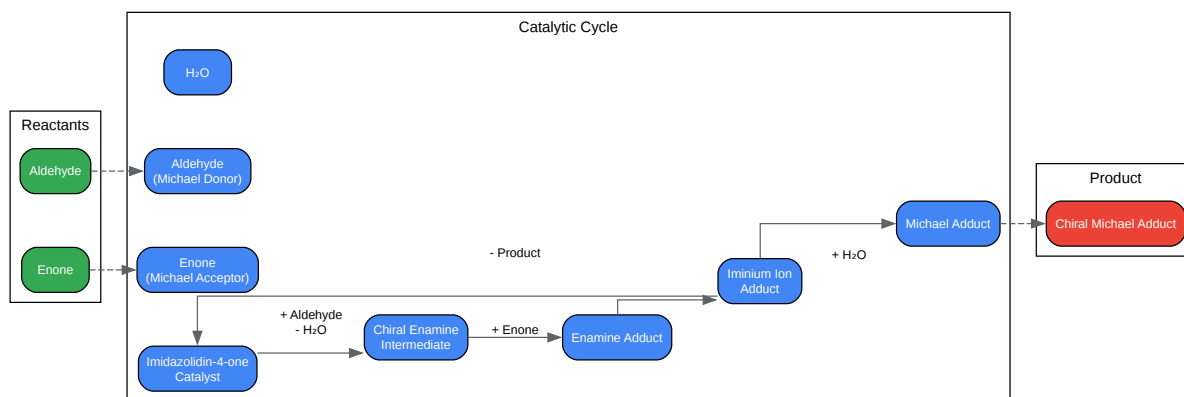 Catalytic Cycle
H₂O
Reactants
Aldehyde
Aldehyde
(Michael Donor)
Product
Michael Adduct
Chiral Michael Adduct
Enone
Enone
(Michael Acceptor)
- Product
+ H₂O
Iminium Ion
Adduct
+ Aldehyde
- H₂O
Chiral Enamine
Intermediate
+ Enone
Enamine Adduct
Imidazolidin-4-one
Catalyst